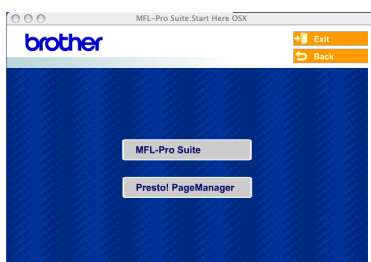 MFL-Pro Suite:Start Here OSX
brother
Exit
Back
MFL-Pro Suite
Presto! PageManager